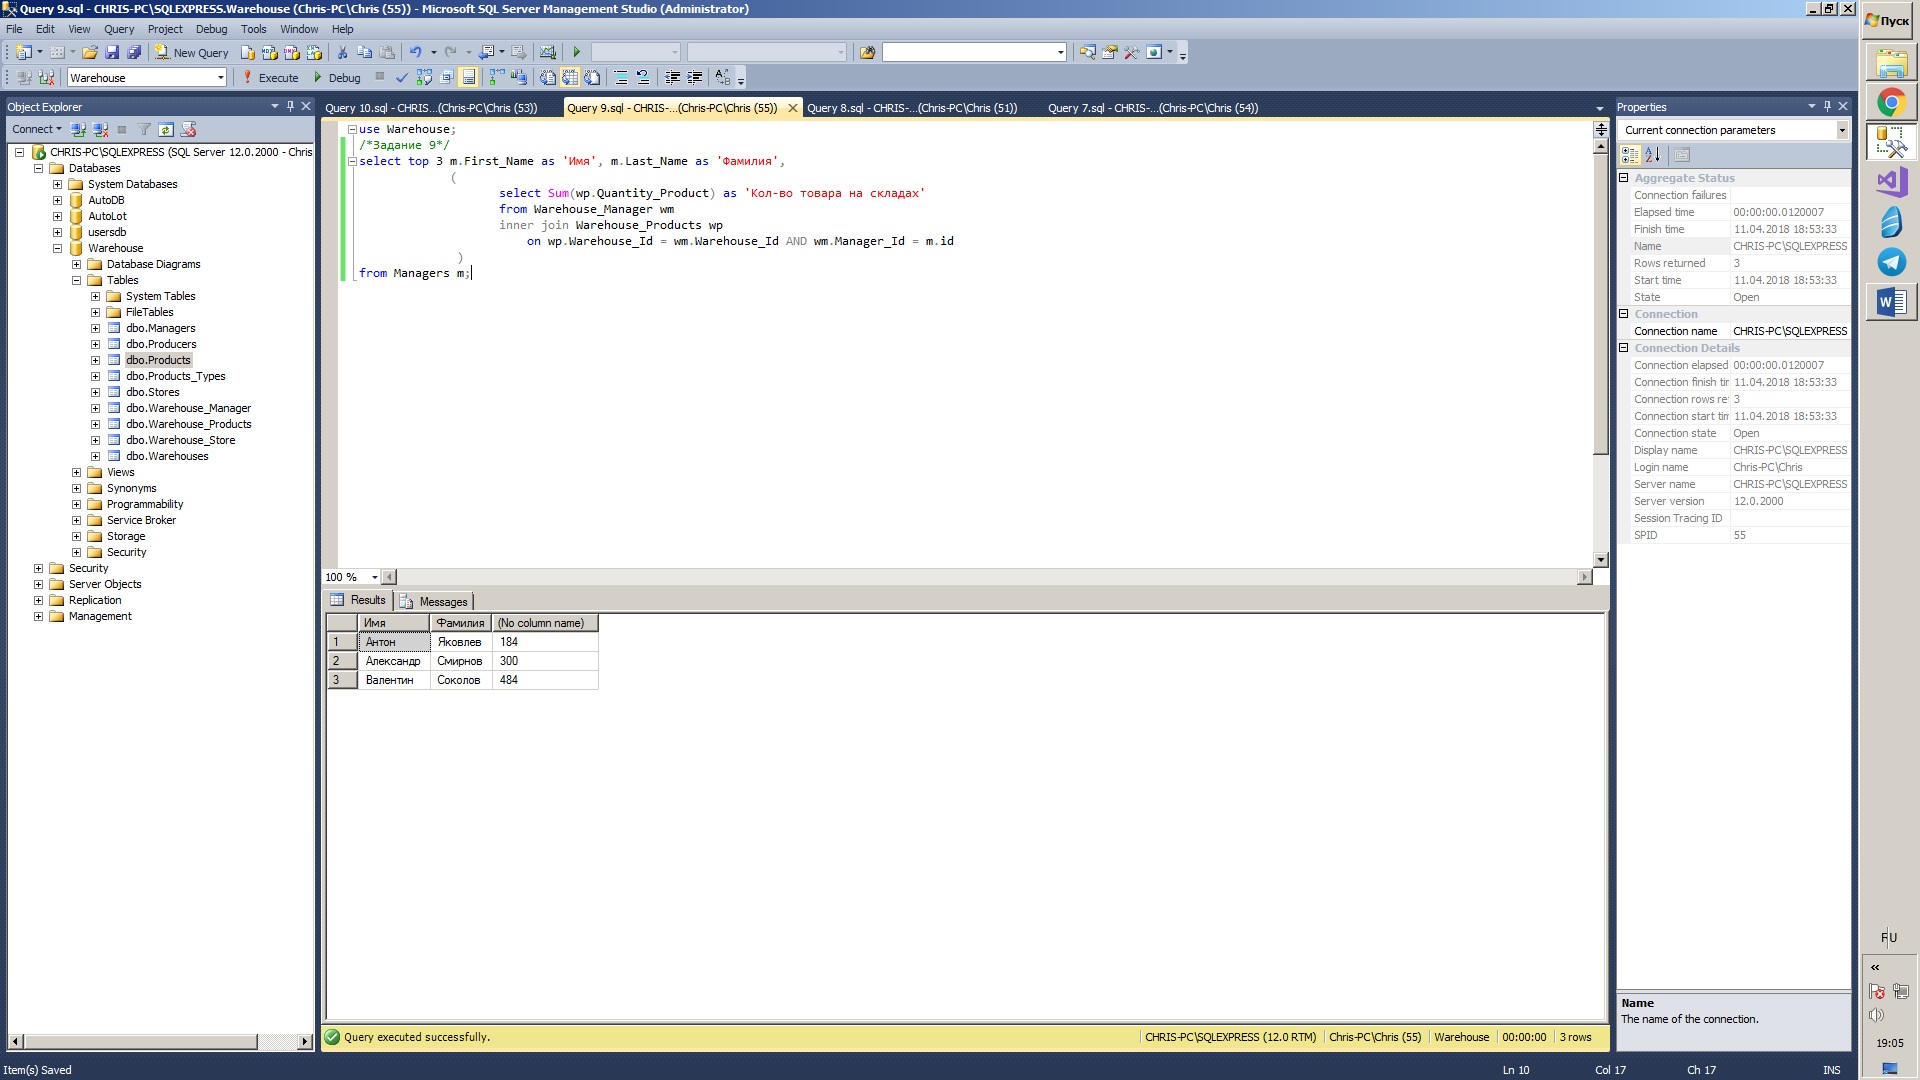 Query 9.sql - CHRIS-PC\SQLEXPRESS.Warehouse (Chris-PC\Chris (55)) - Microsoft SQL Server Management Studio (Administrator)
File Edit View Query Project Debug Tools Window Help
New Query
Warehouse Execute Debug
Object Explorer
Connect
CHRIS-PC\SQLEXPRESS (SQL Server 12.0.2000 - Chris
Databases
System Databases
AutoDB
AutoLot
usersdb
Warehouse
Database Diagrams
Tables
System Tables
FileTables
dbo.Managers
dbo.Producers
dbo.Products
dbo.Products_Types
dbo.Stores
dbo.Warehouse_Manager
dbo.Warehouse_Products
dbo.Warehouse_Store
dbo.Warehouses
Views
Synonyms
Programmability
Service Broker
Storage
Security
Security
Server Objects
Replication
Management
Query 10.sql - CHRIS...(Chris-PC\Chris (53)) Query 9.sql - CHRIS-...(Chris-PC\Chris (55)) Query 8.sql - CHRIS-...(Chris-PC\Chris (51)) Query 7.sql - CHRIS-...(Chris-PC\Chris (54))
use Warehouse;
/*Задание 9*/
select top 3 m.First_Name as 'Имя', m.Last_Name as 'Фамилия',
(
select Sum(wp.Quantity_Product) as 'Кол-во товара на складах'
from Warehouse_Manager wm
inner join Warehouse_Products wp
on wp.Warehouse_Id = wm.Warehouse_Id AND wm.Manager_Id = m.id
)
from Managers m;
100 %
Results Messages
Имя Фамилия (No column name)
1 Антон Яковлев 184
2 Александр Смирнов 300
3 Валентин Соколов 484
Query executed successfully. CHRIS-PC\SQLEXPRESS (12.0 RTM) Chris-PC\Chris (55) Warehouse 00:00:00 3 rows
Properties
Current connection parameters
Aggregate Status
Connection failures
Elapsed time 00:00:00.0120007
Finish time 11.04.2018 18:53:33
Name CHRIS-PC\SQLEXPRESS
Rows returned 3
Start time 11.04.2018 18:53:33
State Open
Connection
Connection name CHRIS-PC\SQLEXPRESS
Connection Details
Connection elapsed 00:00:00.0120007
Connection finish tir 11.04.2018 18:53:33
Connection rows re 3
Connection start tim 11.04.2018 18:53:33
Connection state Open
Display name CHRIS-PC\SQLEXPRESS
Login name Chris-PC\Chris
Server name CHRIS-PC\SQLEXPRESS
Server version 12.0.2000
Session Tracing ID
SPID 55
Name
The name of the connection.
Item(s) Saved Ln 10 Col 17 Ch 17 INS
Пуск
RU
19:05